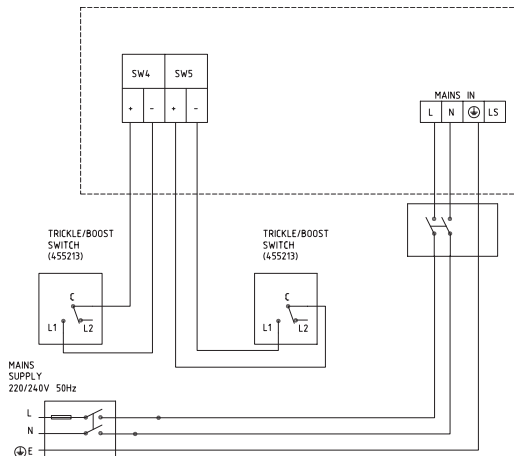 SW4 SW5
+ - + -
MAINS IN
L N LS
TRICKLE/BOOST
SWITCH
(455213)
C
L1 L2
TRICKLE/BOOST
SWITCH
(455213)
C
L1 L2
MAINS
SUPPLY
220/240V 50Hz
L
N
E